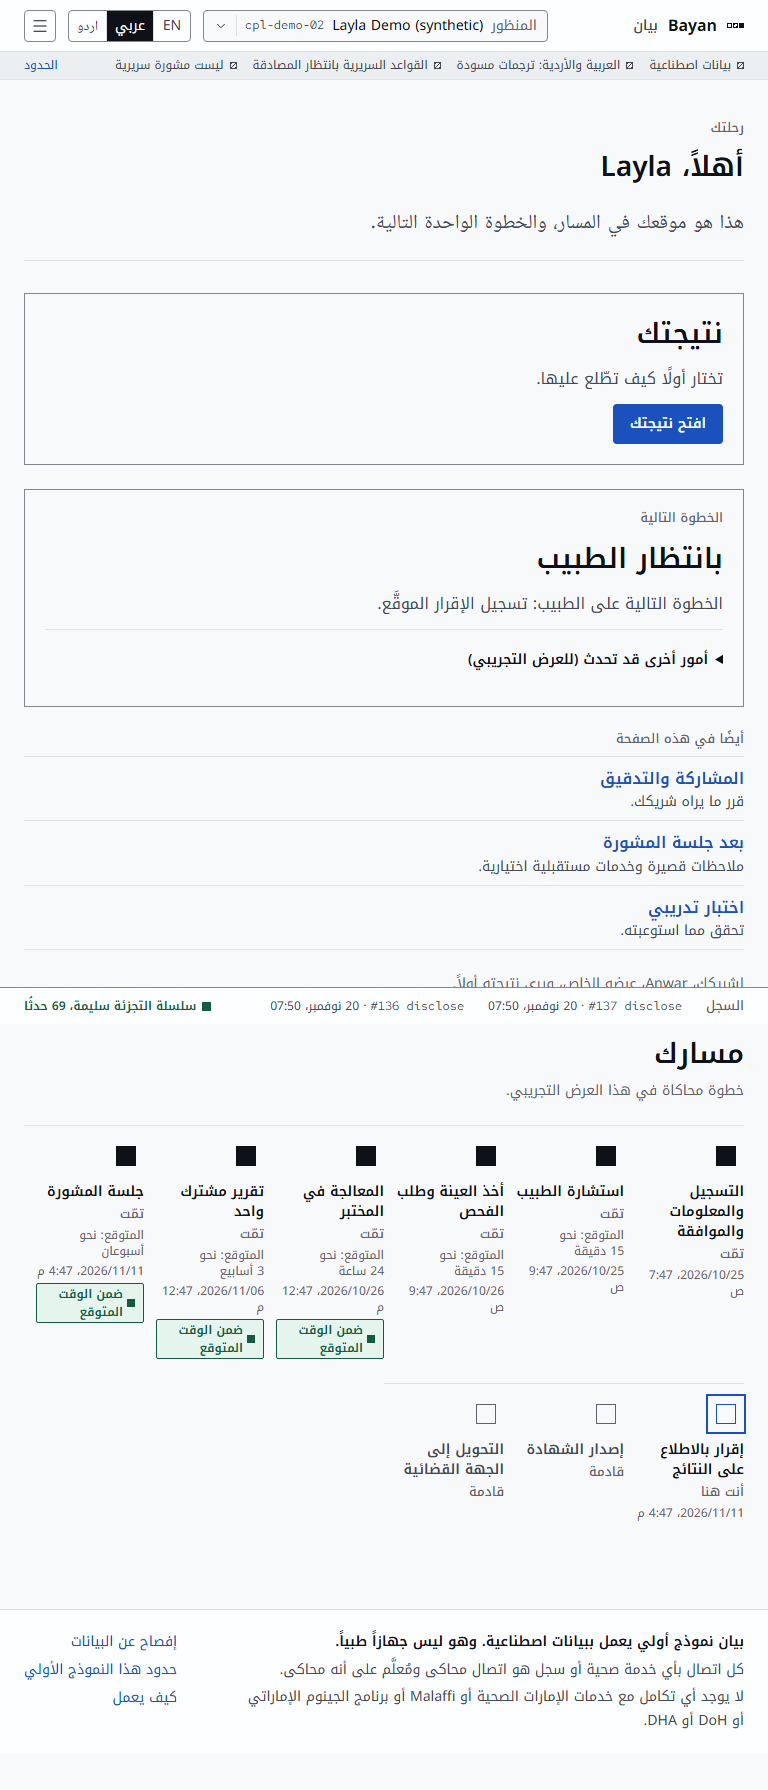 Bayan بيان
المنظور Layla Demo (synthetic) cpl-demo-02
EN عربي اردو
بيانات اصطناعية
العربية والأردية: ترجمات مسودة
القواعد السريرية بانتظار المصادقة
ليست مشورة سريرية
الحدود
رحلتك
أهلاً، Layla
هذا هو موقعك في المسار، والخطوة الواحدة التالية.
نتيجتك
تختار أولًا كيف تطّلع عليها.
افتح نتيجتك
الخطوة التالية
بانتظار الطبيب
الخطوة التالية على الطبيب: تسجيل الإقرار الموقَّع.
أمور أخرى قد تحدث (للعرض التجريبي)
أيضًا في هذه الصفحة
المشاركة والتدقيق
قرر ما يراه شريكك.
بعد جلسة المشورة
ملاحظات قصيرة وخدمات مستقبلية اختيارية.
اختبار تدريبي
تحقق مما استوعبته.
لشريكك، Anwar، عرضه الخاص، ويرى نتيجته أولاً.
السجل
#137 disclose · 20 نوفمبر، 07:50
#136 disclose · 20 نوفمبر، 07:50
سلسلة التجزئة سليمة، 69 حدثًا
مسارك
خطوة محاكاة في هذا العرض التجريبي.
التسجيل
والمعلومات
والموافقة
تمّت
2026/10/25، 7:47
ص
استشارة الطبيب
تمّت
المتوقع: نحو
15 دقيقة
2026/10/25، 9:47
ص
أخذ العينة وطلب
الفحص
تمّت
المتوقع: نحو
15 دقيقة
2026/10/26، 9:47
ص
المعالجة في
المختبر
تمّت
المتوقع: نحو
24 ساعة
2026/10/26، 12:47
م
ضمن الوقت
المتوقع
تقرير مشترك
واحد
تمّت
المتوقع: نحو
3 أسابيع
2026/11/06، 12:47
م
ضمن الوقت
المتوقع
جلسة المشورة
تمّت
المتوقع: نحو
أسبوعان
2026/11/11، 4:47 م
ضمن الوقت
المتوقع
إقرار بالاطلاع
على النتائج
أنت هنا
2026/11/11، 4:47 م
إصدار الشهادة
قادمة
التحويل إلى
الجهة القضائية
قادمة
بيان نموذج أولي يعمل ببيانات اصطناعية. وهو ليس جهازاً طبياً.
كل اتصال بأي خدمة صحية أو سجل هو اتصال محاكى ومُعلَّم على أنه محاكى.
لا يوجد أي تكامل مع خدمات الإمارات الصحية أو Malaffi أو برنامج الجينوم الإماراتي
أو DoH أو DHA.
إفصاح عن البيانات
حدود هذا النموذج الأولي
كيف يعمل